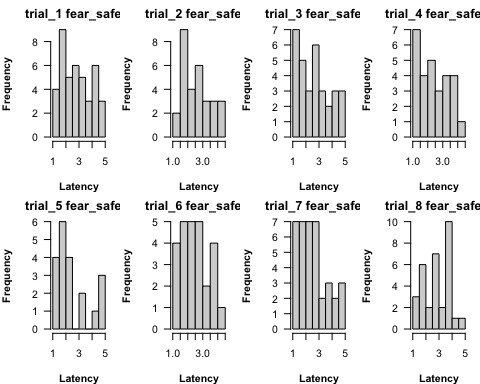 trial_1 fear_safe
trial_2 fear_safe
trial_3 fear_safe
trial_4 fear_safe
Frequency
0 2 4 6 8
1 3 5
Latency
Frequency
0 2 4 6 8
1.0 3.0
Latency
Frequency
0 1 2 3 4 5 6 7
1 3 5
Latency
Frequency
0 1 2 3 4 5 6 7
1.0 3.0
Latency
trial_5 fear_safe
trial_6 fear_safe
trial_7 fear_safe
trial_8 fear_safe
Frequency
0 1 2 3 4 5 6
1 3 5
Latency
Frequency
0 1 2 3 4 5
1.0 3.0
Latency
Frequency
0 1 2 3 4 5 6 7
1 3 5
Latency
Frequency
0 2 4 6 8 10
1 3 5
Latency